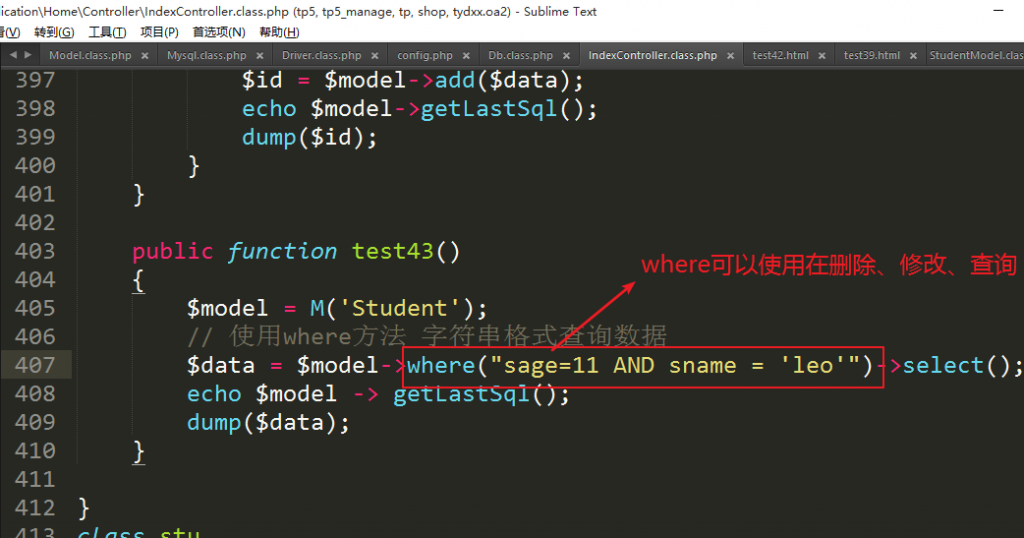 lication\Home\Controller\IndexController.class.php (tp5, tp5_manage, tp, shop, tydxx.oa2) - Sublime Text
看(V) 转到(G) 工具(T) 项目(P) 首选项(N) 帮助(H)
Model.class.php × Mysql.class.php × Driver.class.php × config.php × Db.class.php × IndexController.class.php × test42.html × test39.html × StudentModel.clas
397 $id = $model->add($data);
398 echo $model->getLastSql();
399 dump($id);
400 }
401 }
402
403 public function test43()
where可以使用在删除、修改、查询
404 {
405 $model = M('Student');
406 // 使用where方法 字符串格式查询数据
407 $data = $model->where("sage=11 AND sname = 'leo'")->select();
408 echo $model -> getLastSql();
409 dump($data);
410 }
411
412 }
413 class stu